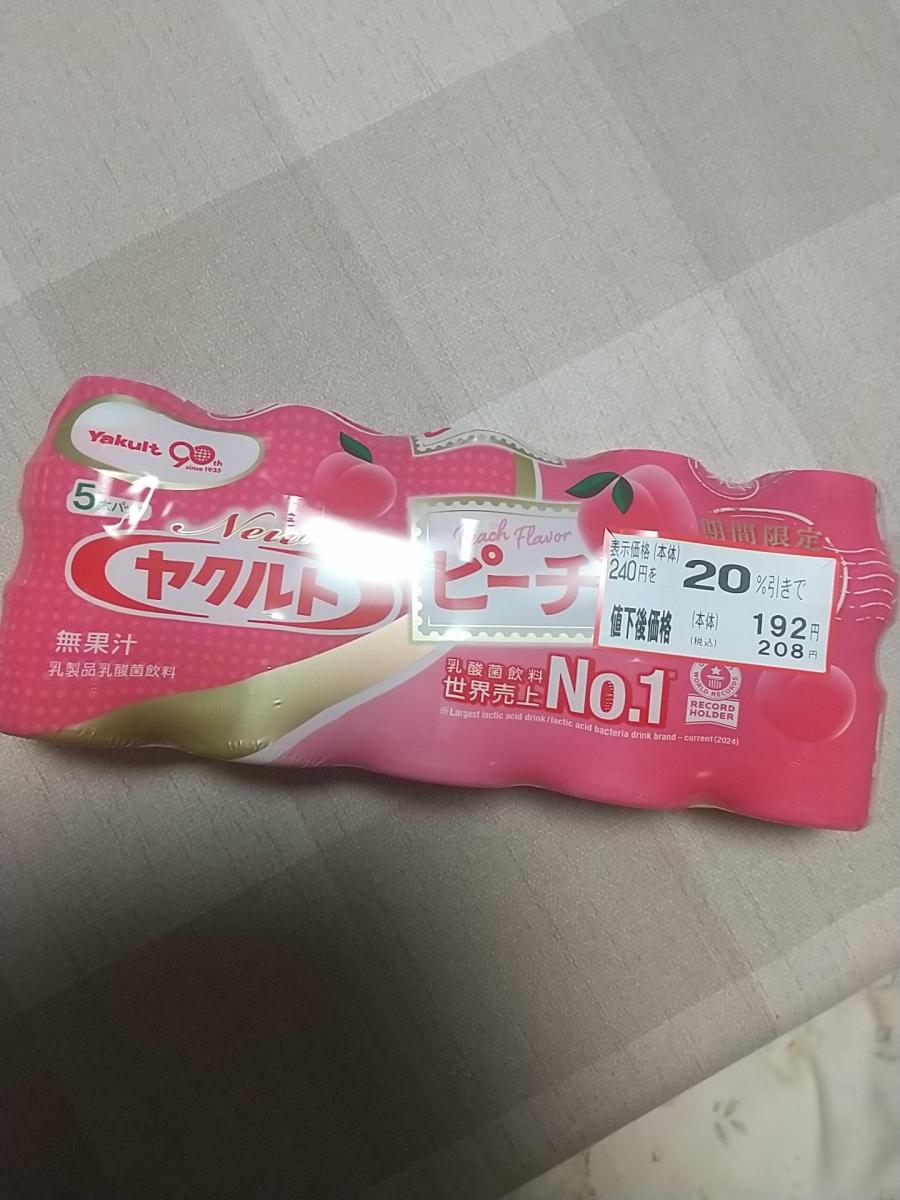 Yakult 90th
since 1935
5本パック
New
ヤクルト
無果汁
乳製品乳酸菌飲料
Peach Flavor
ピーチ
期間限定
表示価格(本体)
240円を 20%引きで
値下後価格 (本体) 192円
(税込) 208円
乳酸菌飲料
世界売上 No.1※
※Largest lactic acid drink/lactic acid bacteria drink brand – current (2024)
WORLD RECORDS
RECORD
HOLDER